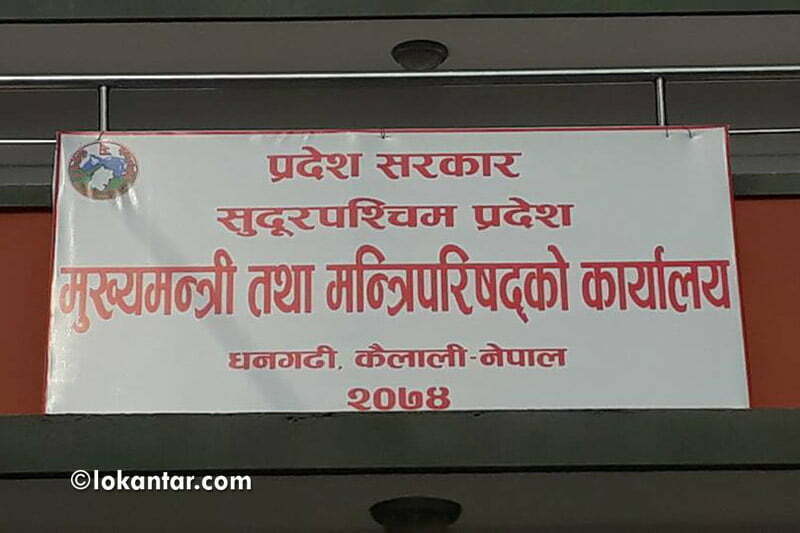 प्रदेश सरकार
सुदूरपश्चिम प्रदेश
मुख्यमन्त्री तथा मन्त्रिपरिषद्को कार्यालय
धनगढी, कैलाली-नेपाल
२०७४
©lokantar.com